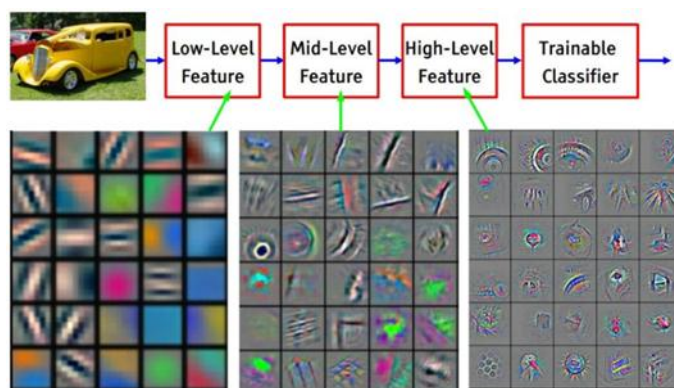 Low-Level
Feature
Mid-Level
Feature
High-Level
Feature
Trainable
Classifier